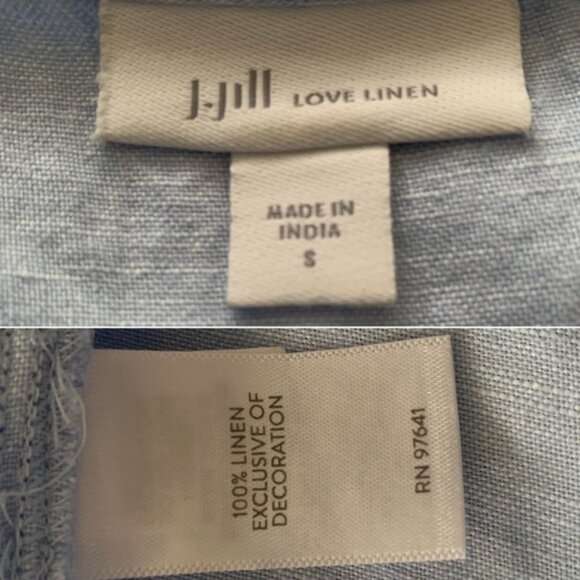 J.Jill LOVE LINEN
MADE IN
INDIA
S
100% LINEN
EXCLUSIVE OF
DECORATION
RN 97641